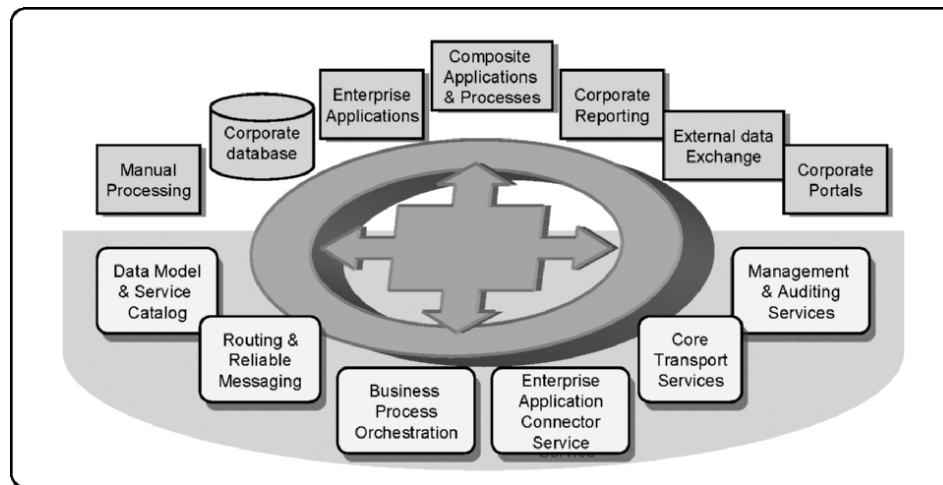 Composite
Applications
& Processes
Enterprise
Applications
Corporate
Reporting
Corporate
database
External data
Exchange
Manual
Processing
Corporate
Portals
Data Model
& Service
Catalog
Management
& Auditing
Services
Routing &
Reliable
Messaging
Core
Transport
Services
Business
Process
Orchestration
Enterprise
Application
Connector
Service